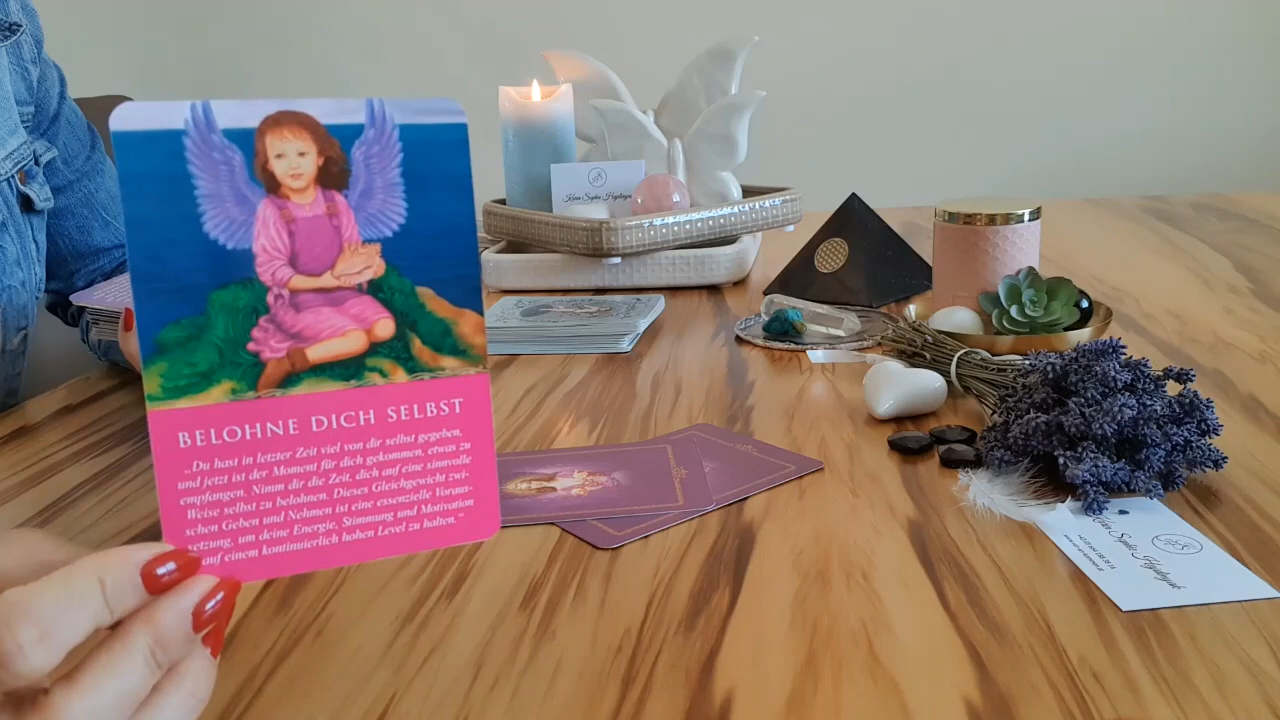 BELOHNE DICH SELBST
„Du hast in letzter Zeit viel von dir selbst gegeben,
und jetzt ist der Moment für dich gekommen, etwas zu
empfangen. Nimm dir die Zeit, dich auf eine sinnvolle
Weise selbst zu belohnen. Dieses Gleichgewicht zwi-
schen Geben und Nehmen ist eine essenzielle Voraus-
setzung, um deine Energie, Stimmung und Motivation
auf einem kontinuierlich hohen Level zu halten.“
Sophie
Sophie